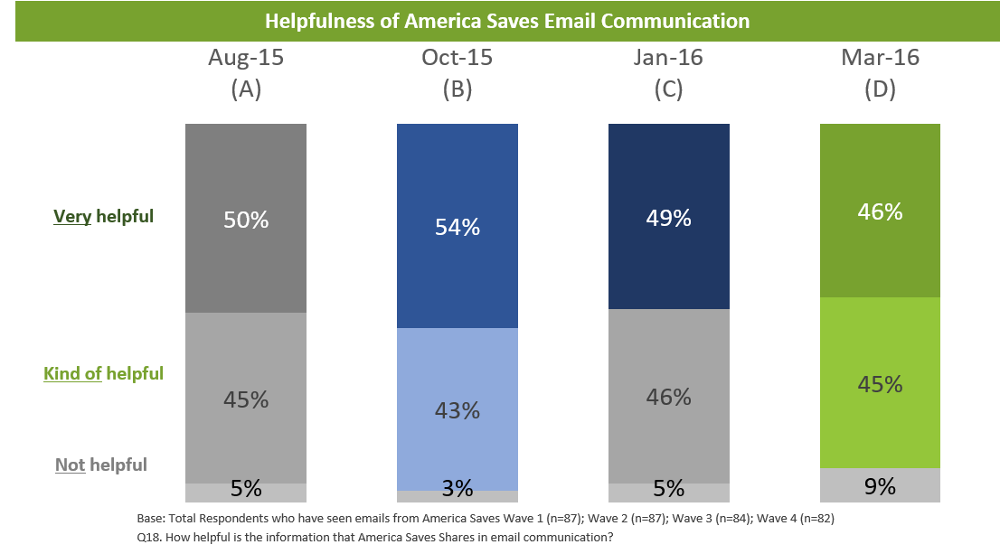 Helpfulness of America Saves Email Communication
Aug-15 Oct-15 Jan-16 Mar-16
(A) (B) (C) (D)
Very helpful 50% 54% 49% 46%
Kind of helpful 45% 43% 46% 45%
Not helpful 5% 3% 5% 9%
Base: Total Respondents who have seen emails from America Saves Wave 1 (n=87); Wave 2 (n=87); Wave 3 (n=84); Wave 4 (n=82)
Q18. How helpful is the information that America Saves Shares in email communication?